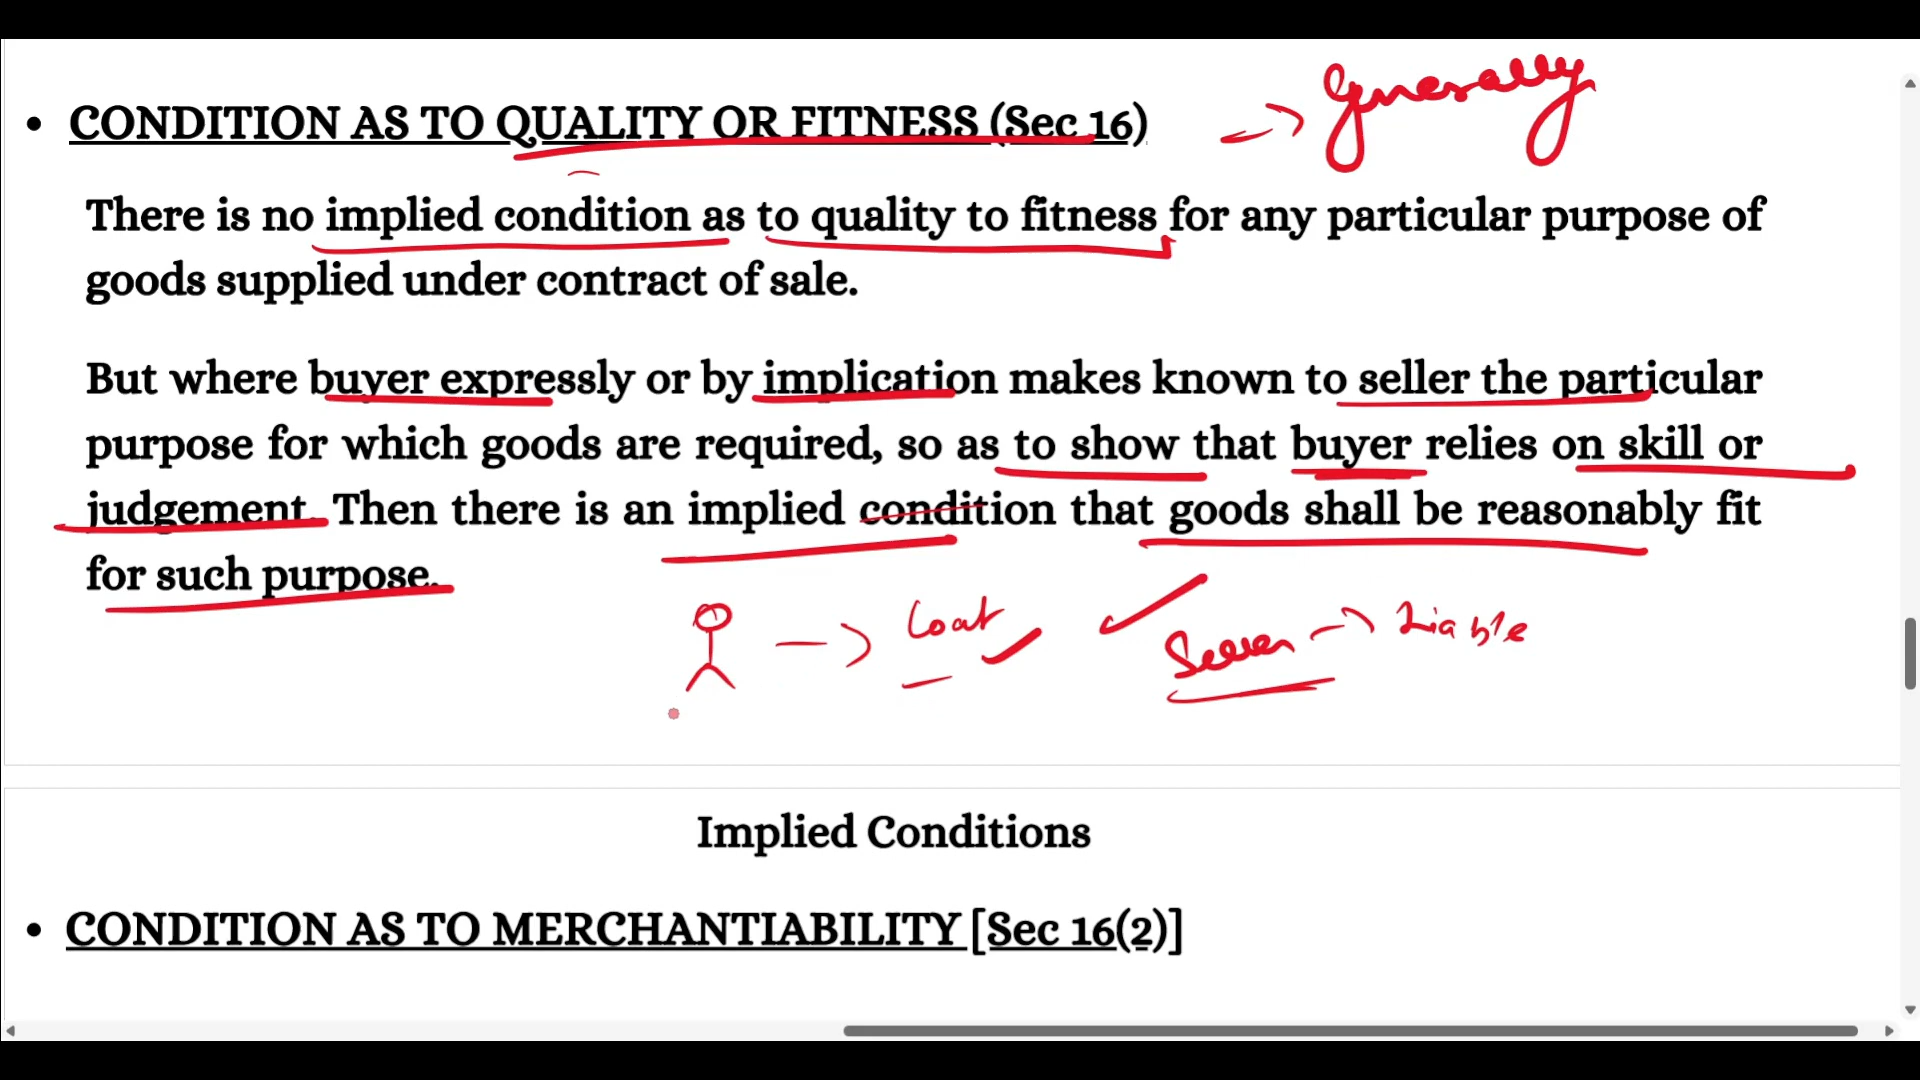 • CONDITION AS TO QUALITY OR FITNESS (Sec 16)
Generally
There is no implied condition as to quality to fitness for any particular purpose of
goods supplied under contract of sale.
But where buyer expressly or by implication makes known to seller the particular
purpose for which goods are required, so as to show that buyer relies on skill or
judgement. Then there is an implied condition that goods shall be reasonably fit
for such purpose.
Coat
Seller → Liable
Implied Conditions
• CONDITION AS TO MERCHANTIABILITY [Sec 16(2)]